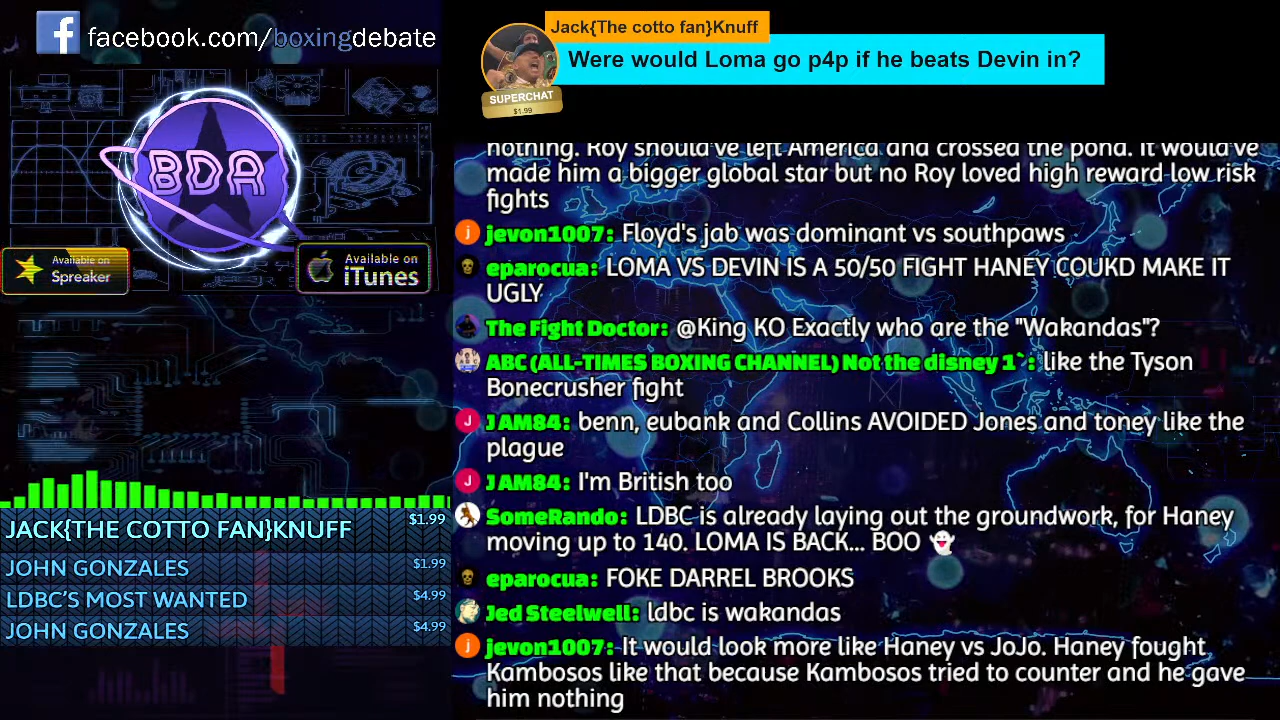 facebook.com/boxingdebate
BDA
Available on
Spreaker
Available on
iTunes
Jack{The cotto fan}Knuff
Were would Loma go p4p if he beats Devin in?
SUPERCHAT
$1.99
nothing. Roy should've left America and crossed the pond. It would've
made him a bigger global star but no Roy loved high reward low risk
fights
j jevon1007: Floyd's jab was dominant vs southpaws
eparocua: LOMA VS DEVIN IS A 50/50 FIGHT HANEY COUKD MAKE IT
UGLY
The Fight Doctor: @King KO Exactly who are the "Wakandas"?
ABC (ALL-TIMES BOXING CHANNEL) Not the disney 1`: like the Tyson
Bonecrusher fight
J J AM84: benn, eubank and Collins AVOIDED Jones and toney like the
plague
J J AM84: I'm British too
SomeRando: LDBC is already laying out the groundwork, for Haney
moving up to 140. LOMA IS BACK... BOO 👻
eparocua: FOKE DARREL BROOKS
Jed Steelwell: ldbc is wakandas
j jevon1007: It would look more like Haney vs JoJo. Haney fought
Kambosos like that because Kambosos tried to counter and he gave
him nothing
JACK{THE COTTO FAN}KNUFF $1.99
JOHN GONZALES $1.99
LDBC'S MOST WANTED $4.99
JOHN GONZALES $4.99